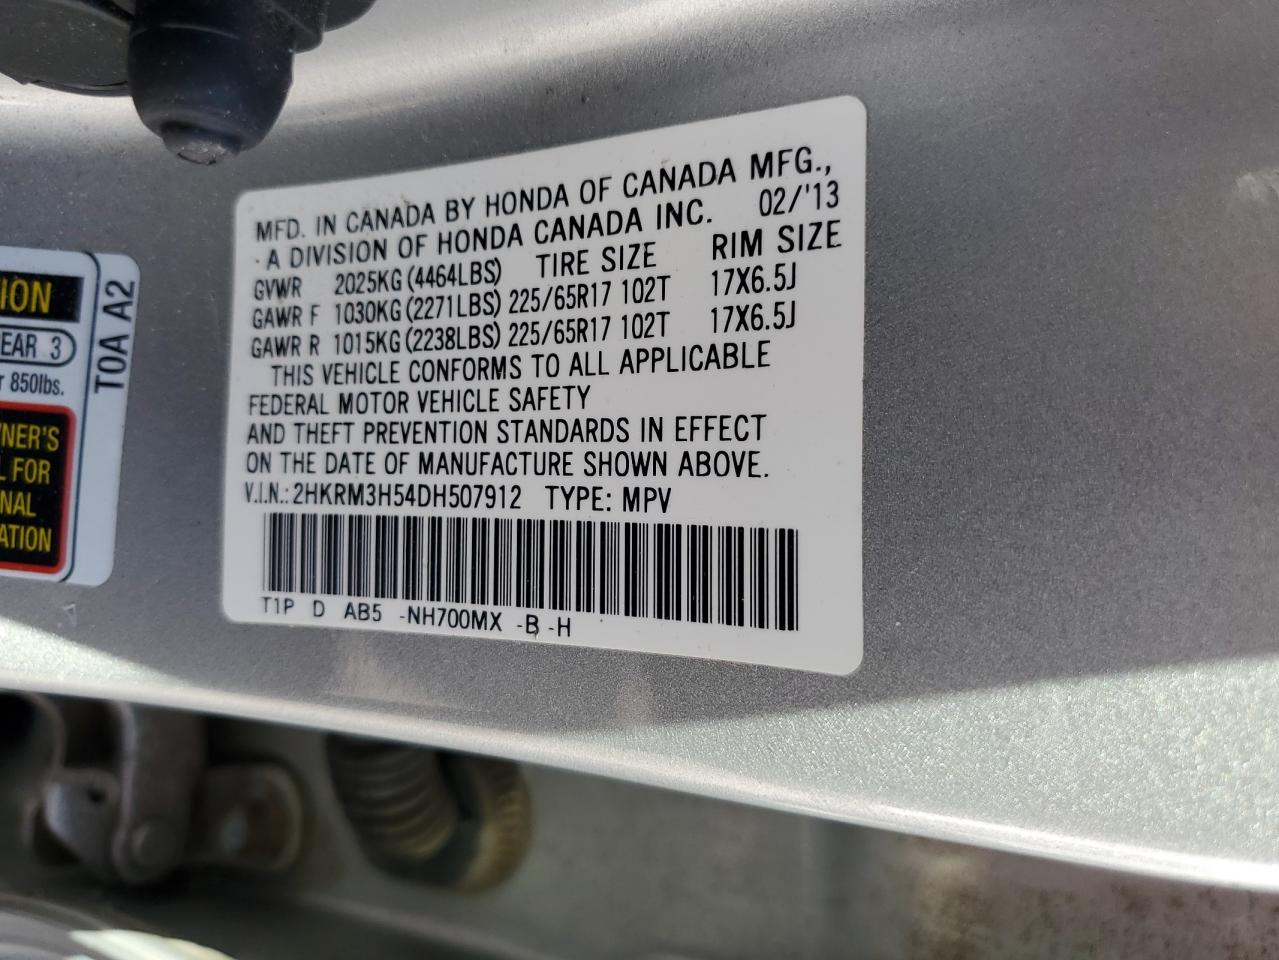 MFD. IN CANADA BY HONDA OF CANADA MFG.,
A DIVISION OF HONDA CANADA INC. 02/'13
GVWR 2025KG (4464LBS) TIRE SIZE RIM SIZE
GAWR F 1030KG (2271LBS) 225/65R17 102T 17X6.5J
GAWR R 1015KG (2238LBS) 225/65R17 102T 17X6.5J
THIS VEHICLE CONFORMS TO ALL APPLICABLE
FEDERAL MOTOR VEHICLE SAFETY
AND THEFT PREVENTION STANDARDS IN EFFECT
ON THE DATE OF MANUFACTURE SHOWN ABOVE.
V.I.N.: 2HKRM3H54DH507912 TYPE: MPV
T1P D AB5 -NH700MX -B -H
ION
EAR 3
850lbs.
NER'S
FOR
NAL
ATION
T0A A2